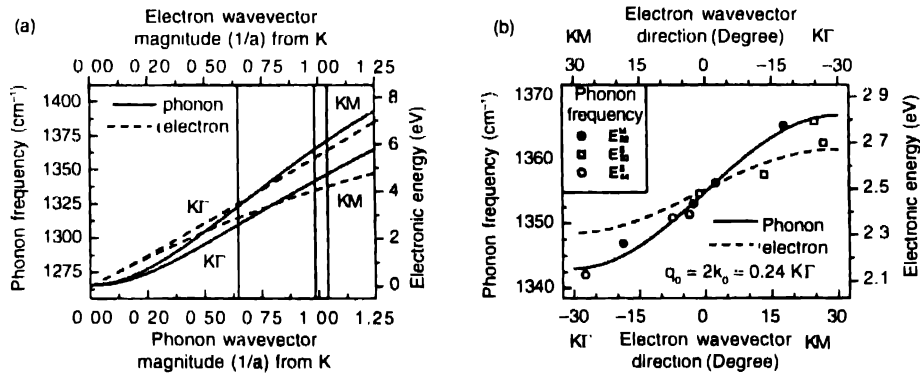 (a)
Electron wavevector
magnitude (1/a) from K
0 00 0 20 0 50 0 75 1 00 1.25
1400
1375
1350
1325
1300
1275
Phonon frequency (cm⁻¹)
phonon
electron
KM
KM
KΓ
KΓ
8
6
4
2
0
Electronic energy (eV)
0 00 0 20 0 50 0 75 1 00 1.25
Phonon wavevector
magnitude (1/a) from K
(b)
Electron wavevector
direction (Degree)
KM
KΓ
30 15 0 −15 −30
1370
1360
1350
1340
Phonon frequency (cm⁻¹)
Phonon
frequency
Phonon
electron
q₀ = 2k₀ = 0.24 KΓ
2.9
2.7
2.5
2.3
2.1
Electronic energy (eV)
−30 −15 0 15 30
KΓ
KM
Electron wavevector
direction (Degree)